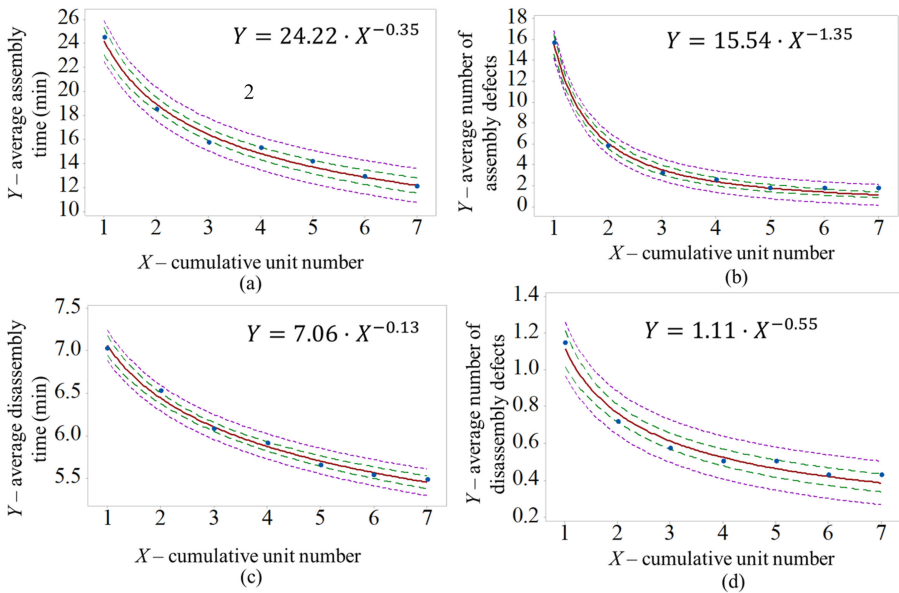 (a)
Y – average assembly
time (min)
26
24
22
20
18
16
14
12
10
Y = 24.22 · X^−0.35
2
1 2 3 4 5 6 7
X – cumulative unit number
(a)
Y – average number of
assembly defects
18
16
14
12
10
8
6
4
2
0
Y = 15.54 · X^−1.35
1 2 3 4 5 6 7
X – cumulative unit number
(b)
Y – average disassembly
time (min)
7.5
7.0
6.5
6.0
5.5
Y = 7.06 · X^−0.13
1 2 3 4 5 6 7
X – cumulative unit number
(c)
Y – average number of
disassembly defects
1.4
1.2
1.0
0.8
0.6
0.4
0.2
Y = 1.11 · X^−0.55
1 2 3 4 5 6 7
X – cumulative unit number
(d)